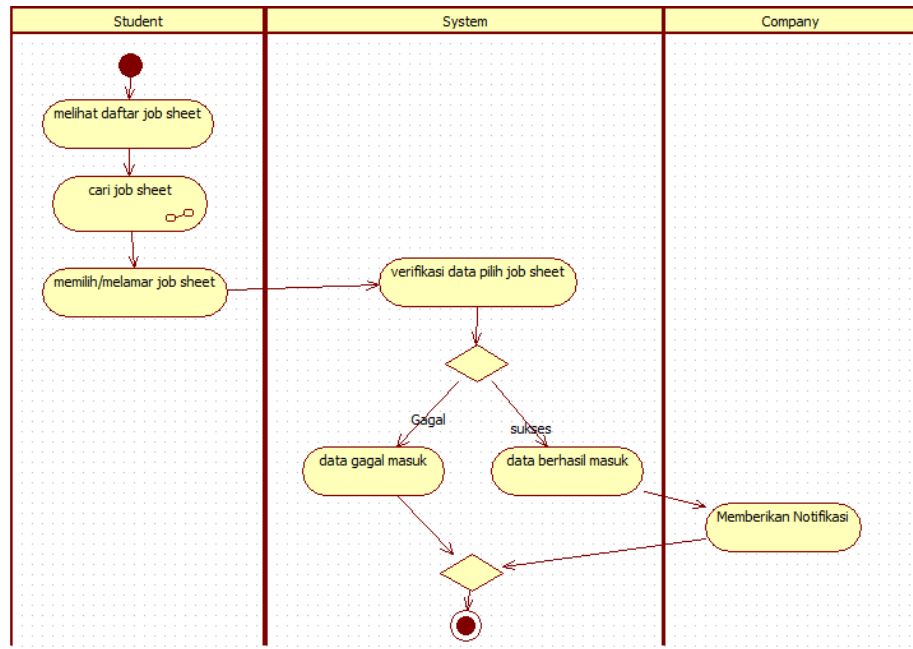 Student
System
Company
melihat daftar job sheet
cari job sheet
memilih/melamar job sheet
verifikasi data pilih job sheet
Gagal
sukses
data gagal masuk
data berhasil masuk
Memberikan Notifikasi